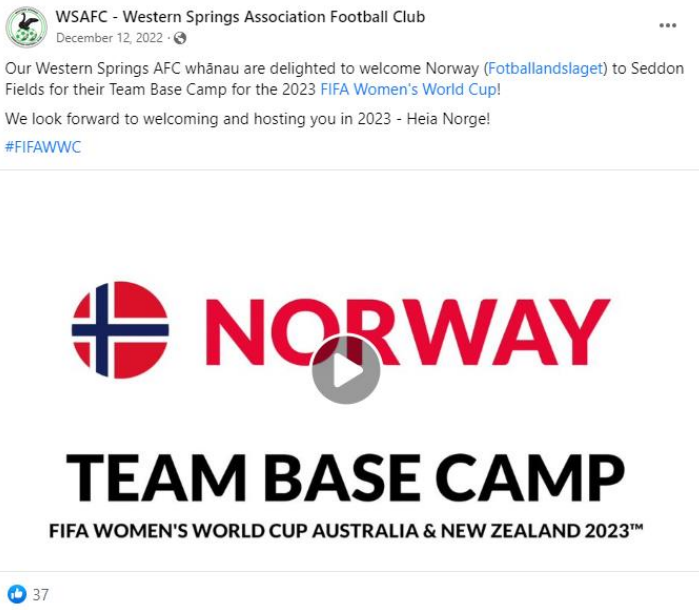 WSAFC - Western Springs Association Football Club
December 12, 2022 ·
Our Western Springs AFC whānau are delighted to welcome Norway (Fotballandslaget) to Seddon
Fields for their Team Base Camp for the 2023 FIFA Women's World Cup!
We look forward to welcoming and hosting you in 2023 - Heia Norge!
#FIFAWWC
NORWAY
TEAM BASE CAMP
FIFA WOMEN'S WORLD CUP AUSTRALIA & NEW ZEALAND 2023™
37